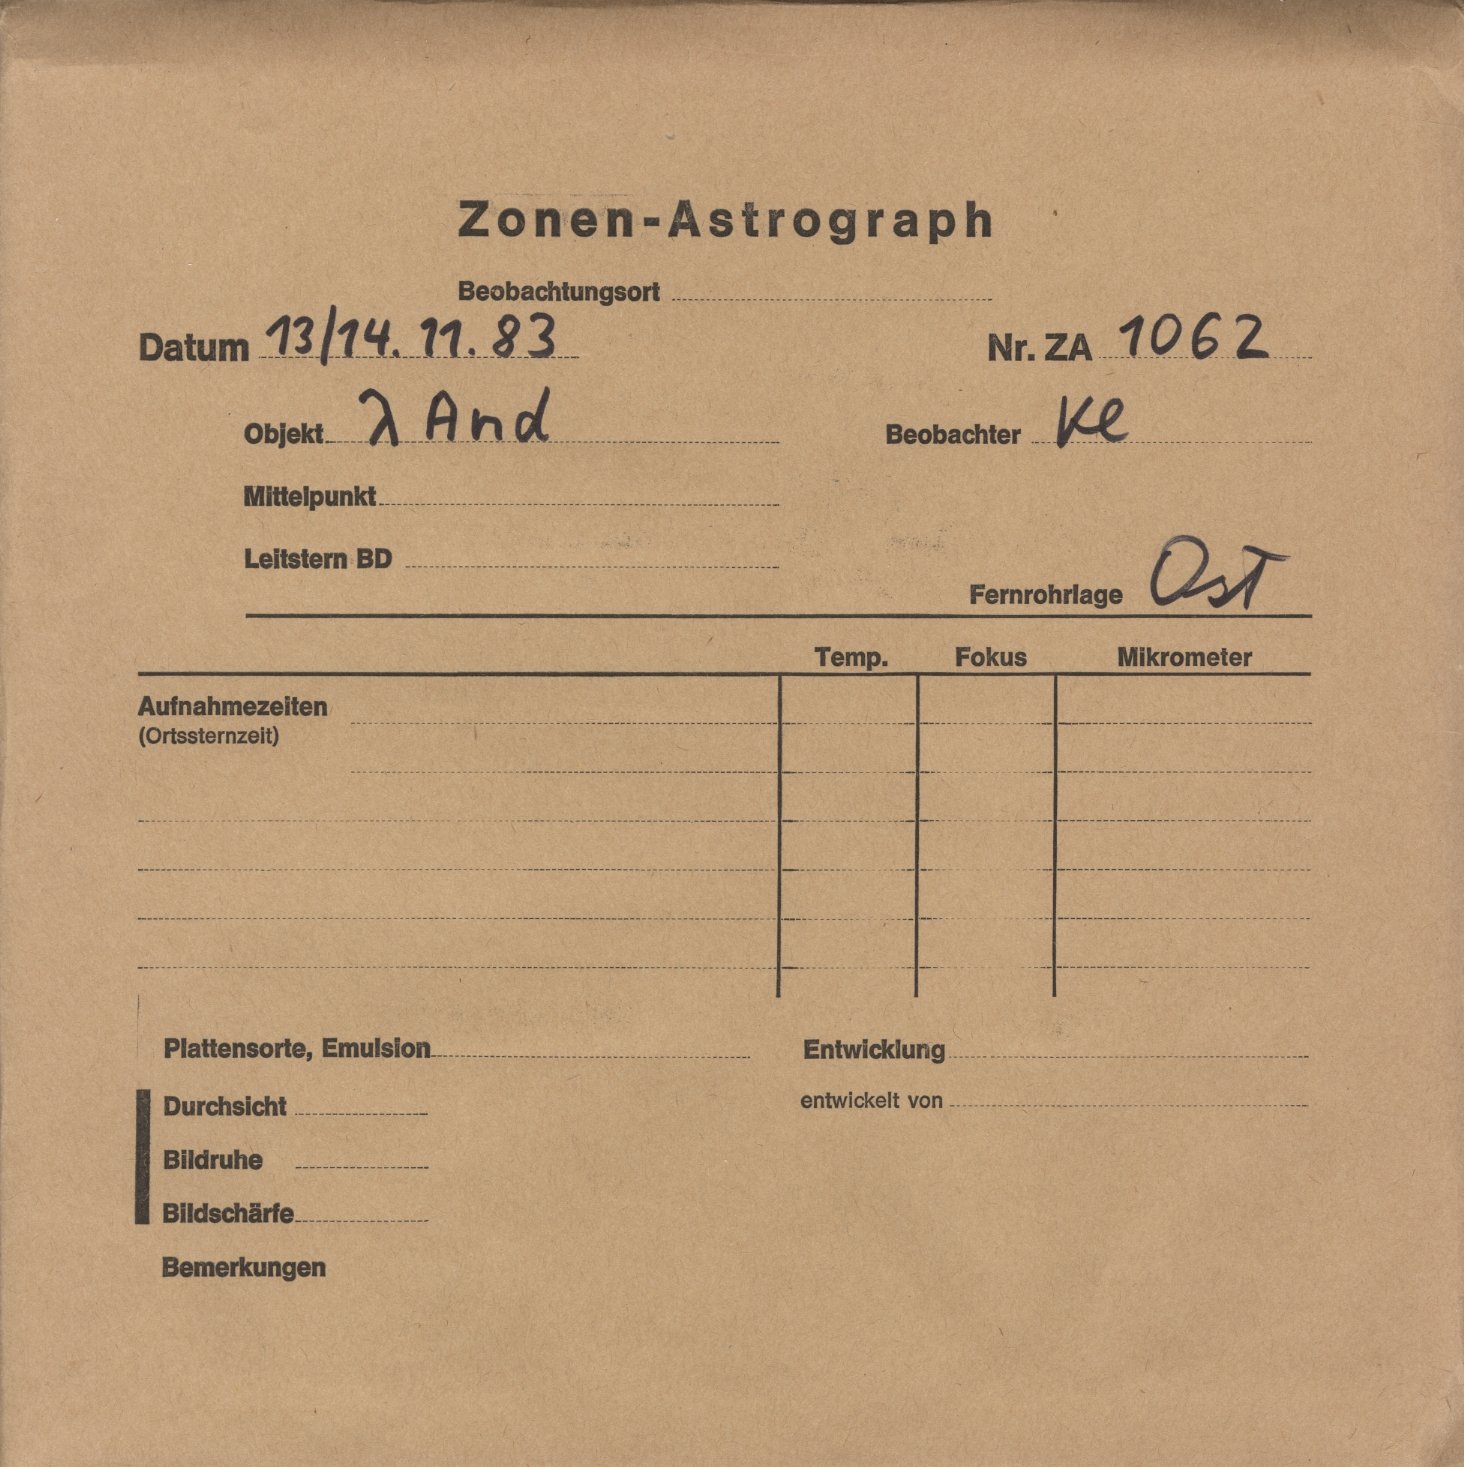 Zonen-Astrograph
Beobachtungsort
Datum 13/14. 11. 83 Nr. ZA 1062
Objekt λ And Beobachter Ke
Mittelpunkt
Leitstern BD
Fernrohrlage Ost
Temp. Fokus Mikrometer
Aufnahmezeiten
(Ortssternzeit)
Plattensorte, Emulsion Entwicklung
Durchsicht entwickelt von
Bildruhe
Bildschärfe
Bemerkungen